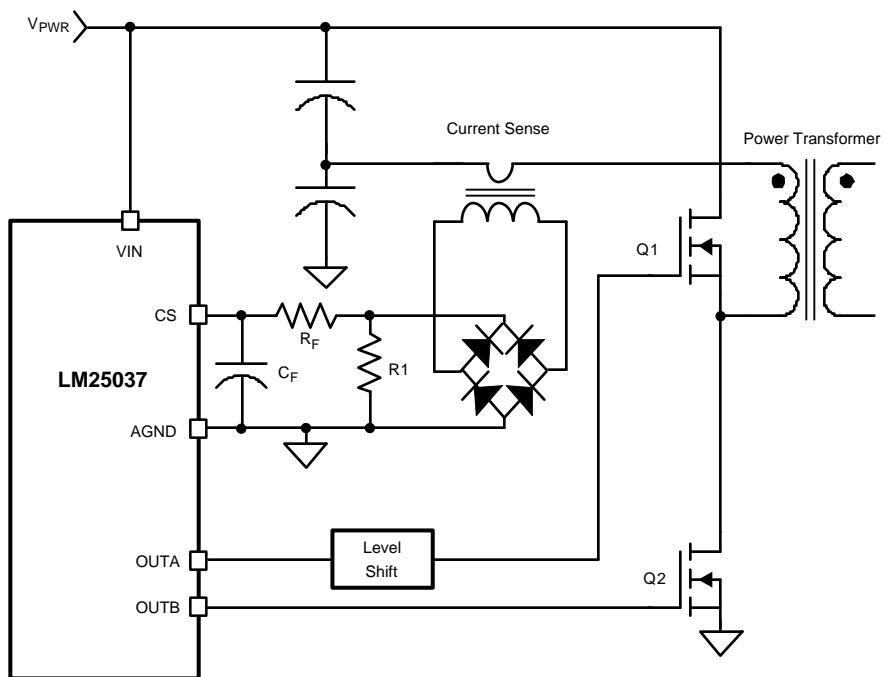 VPWR
Current Sense
Power Transformer
VIN
Q1
CS
RF
R1
CF
LM25037
AGND
Level
Shift
OUTA
Q2
OUTB